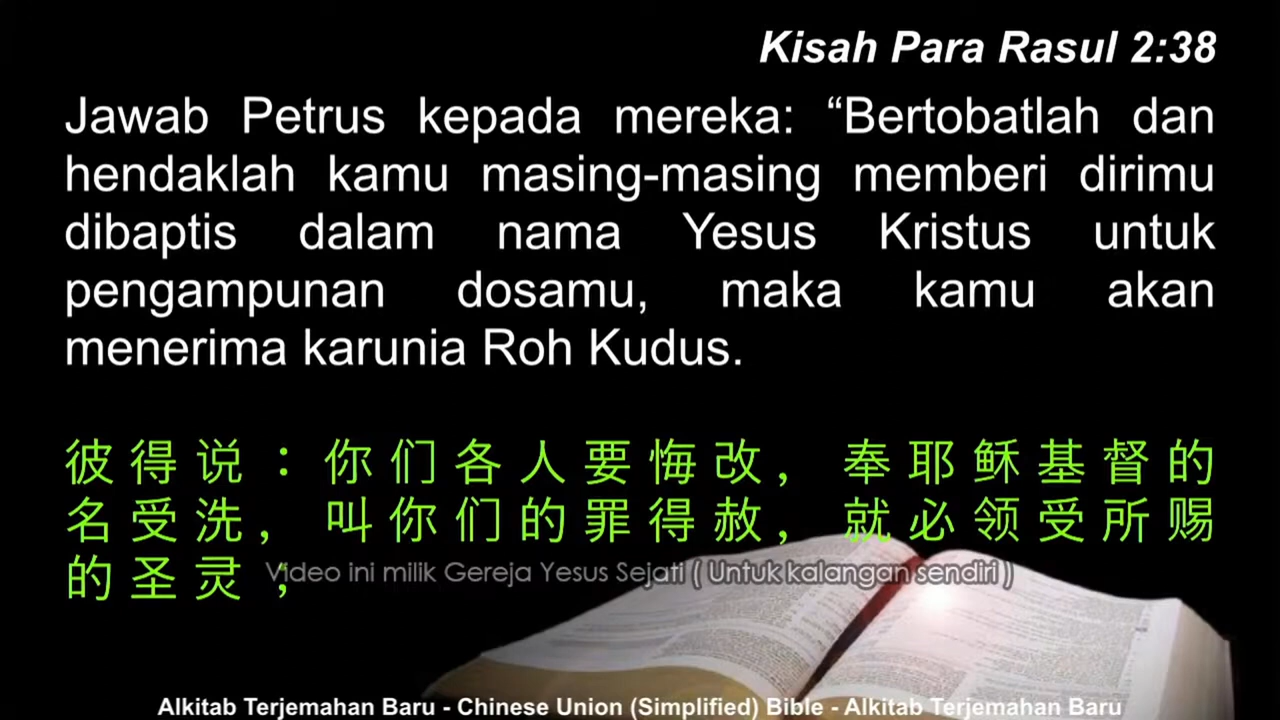 Kisah Para Rasul 2:38
Jawab Petrus kepada mereka: “Bertobatlah dan
hendaklah kamu masing-masing memberi dirimu
dibaptis dalam nama Yesus Kristus untuk
pengampunan dosamu, maka kamu akan
menerima karunia Roh Kudus.
彼得说：你们各人要悔改, 奉耶稣基督的
名受洗, 叫你们的罪得赦, 就必领受所赐
的圣灵；
Video ini milik Gereja Yesus Sejati ( Untuk kalangan sendiri )
Alkitab Terjemahan Baru - Chinese Union (Simplified) Bible - Alkitab Terjemahan Baru